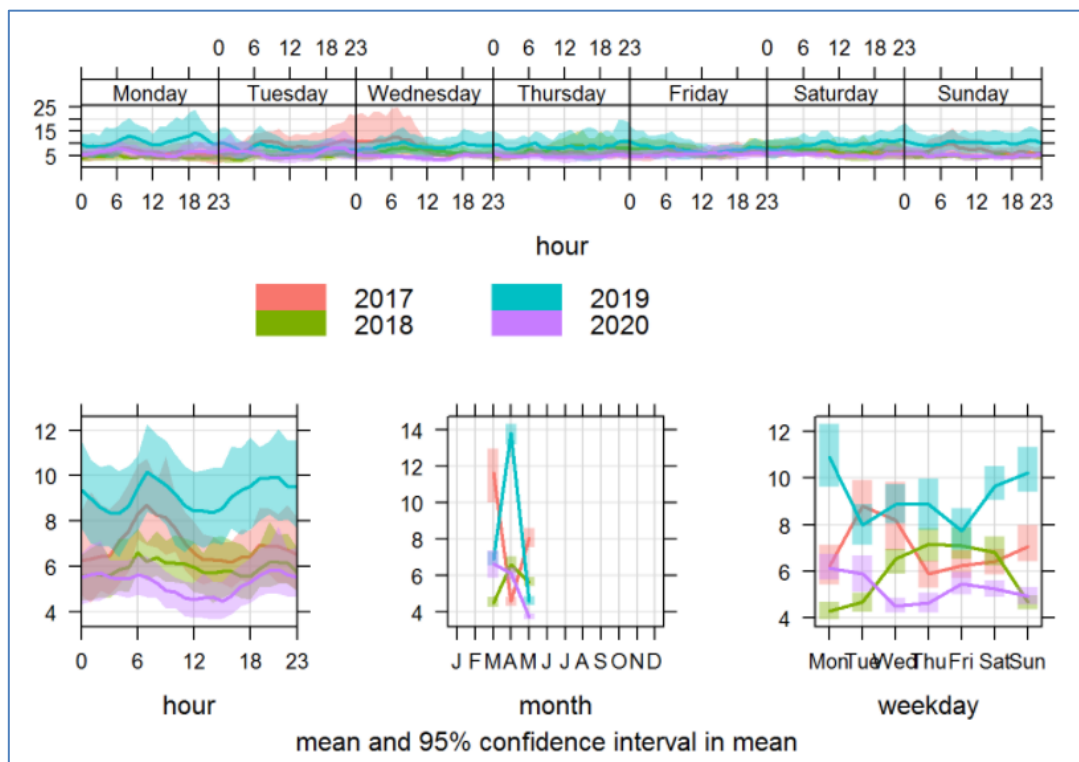 0 6 12 18 23 0 6 12 18 23 0 6 12 18 23
Monday Tuesday Wednesday Thursday Friday Saturday Sunday
25
15
5
0 6 12 18 23 0 6 12 18 23 0 6 12 18 23 0 6 12 18 23
hour
2017 2019
2018 2020
12
10
8
6
4
0 6 12 18 23
hour
14
12
10
8
6
4
J F M A M J J A S O N D
month
12
10
8
6
4
Mon Tue Wed Thu Fri Sat Sun
weekday
mean and 95% confidence interval in mean